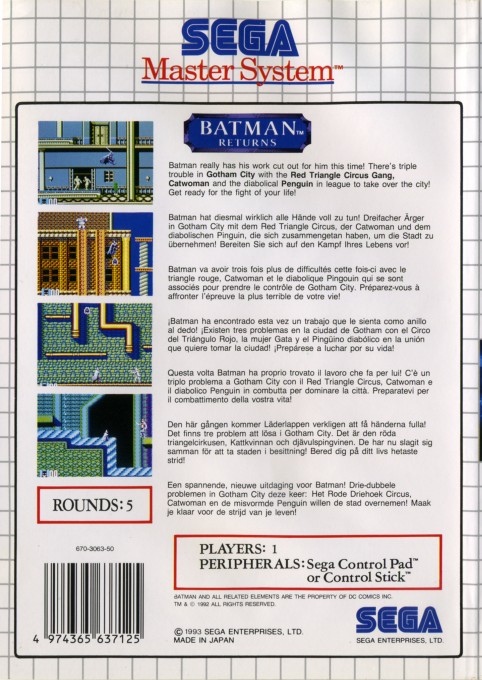 SEGA
Master System™
BATMAN™
RETURNS
Batman really has his work cut out for him this time! There's triple
trouble in Gotham City with the Red Triangle Circus Gang,
Catwoman and the diabolical Penguin in league to take over the city!
Get ready for the fight of your life!
Batman hat diesmal wirklich alle Hände voll zu tun! Dreifacher Ärger
in Gotham City mit dem Red Triangle Circus, der Catwoman und dem
diabolischen Pinguin, die sich zusammengetan haben, um die Stadt zu
übernehmen! Bereiten Sie sich auf den Kampf Ihres Lebens vor!
Batman va avoir trois fois plus de difficultés cette fois-ci avec le
triangle rouge, Catwoman et le diabolique Pingouin qui se sont
associés pour prendre le contrôle de Gotham City. Préparez-vous à
affronter l'épreuve la plus terrible de votre vie!
¡Batman ha encontrado esta vez un trabajo que le sienta como anillo
al dedo! ¡Existen tres problemas en la ciudad de Gotham con el Circo
del Triángulo Rojo, la mujer Gata y el Pingüino diabólico en la unión
que quiere tomar la ciudad! ¡Prepárese a luchar por su vida!
Questa volta Batman ha proprio trovato il lavoro che fa per lui! C'è un
triplo problema a Gotham City con il Red Triangle Circus, Catwoman e
il diabolico Penguin in combutta per dominare la città. Preparatevi per
il combattimento della vostra vita!
Den här gången kommer Läderlappen verkligen att få händerna fulla!
Det finns tre problem att lösa i Gotham City. Det är den röda
triangelcirkusen, Kattkvinnan och djävulspingvinen. De har nu slagit sig
samman för att ta staden i besittning! Bered dig på ditt livs hetaste
strid!
Een spannende, nieuwe uitdaging voor Batman! Drie-dubbele
problemen in Gotham City deze keer: Het Rode Driehoek Circus,
Catwoman en de misvormde Penguin willen de stad overnemen! Maak
je klaar voor de strijd van je leven!
ROUNDS: 5
670-3063-50
PLAYERS: 1
PERIPHERALS: Sega Control Pad™
or Control Stick™
BATMAN AND ALL RELATED ELEMENTS ARE THE PROPERTY OF DC COMICS INC.
TM & © 1992 ALL RIGHTS RESERVED.
4 974365 637125
© 1993 SEGA ENTERPRISES, LTD.
MADE IN JAPAN
SEGA
SEGA ENTERPRISES, LTD.